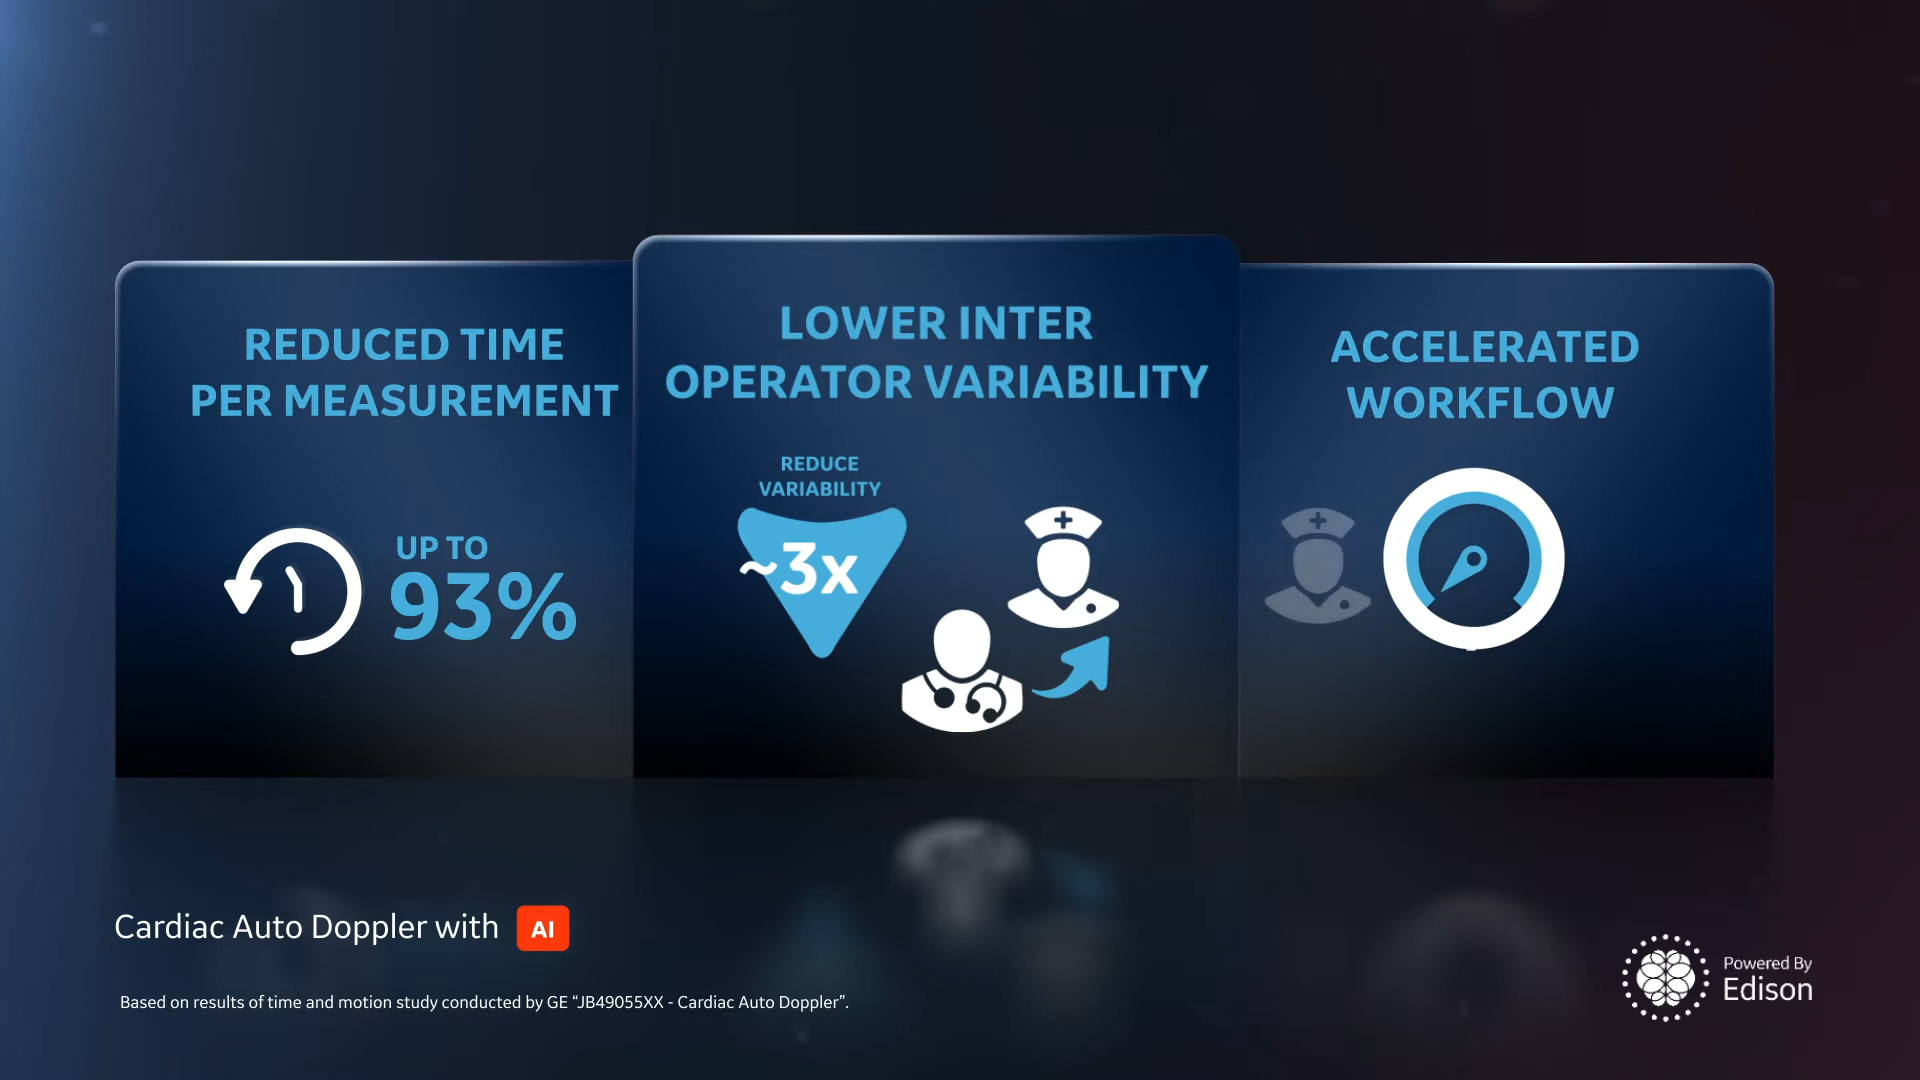 REDUCED TIME
PER MEASUREMENT
UP TO
93%
LOWER INTER
OPERATOR VARIABILITY
REDUCE
VARIABILITY
~3x
ACCELERATED
WORKFLOW
Cardiac Auto Doppler with AI
Based on results of time and motion study conducted by GE “JB49055XX - Cardiac Auto Doppler”.
Powered By
Edison